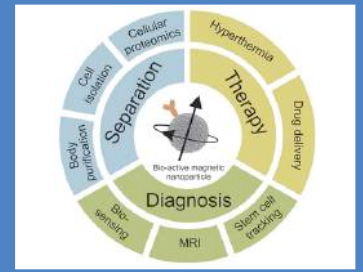 Cellular
proteomics
Hyperthermia
Cell
isolation
Separation
Therapy
Drug delivery
Body
purification
Bio-active magnetic
nanoparticle
Diagnosis
Bio-
sensing
MRI
Stem cell
tracking